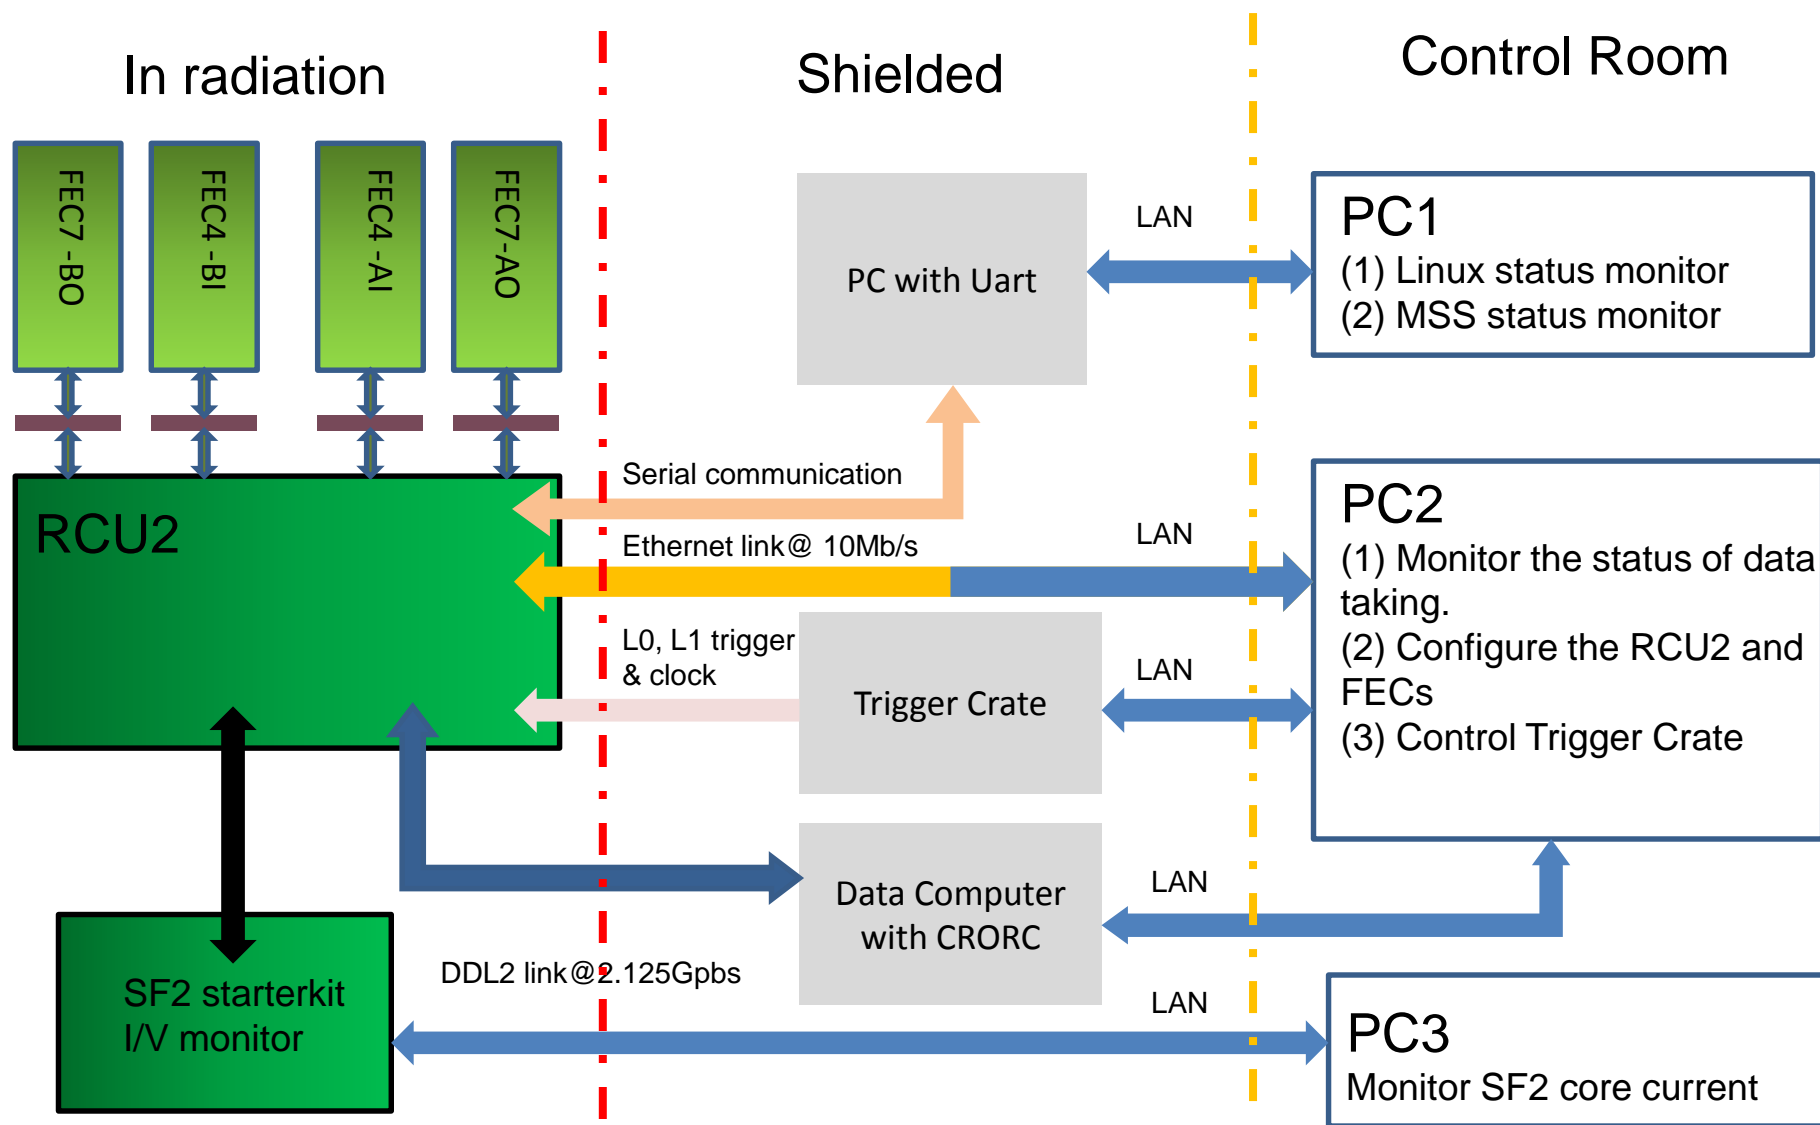 In radiation
Shielded
Control Room
FEC7 -BO
FEC4 -BI
FEC4 -AI
FEC7-AO
PC with Uart
LAN
PC1
(1) Linux status monitor
(2) MSS status monitor
RCU2
Serial communication
Ethernet link@ 10Mb/s
LAN
L0, L1 trigger
& clock
Trigger Crate
LAN
PC2
(1) Monitor the status of data
taking.
(2) Configure the RCU2 and
FECs
(3) Control Trigger Crate
Data Computer
with CRORC
LAN
DDL2 link@2.125Gpbs
SF2 starterkit
I/V monitor
LAN
PC3
Monitor SF2 core current